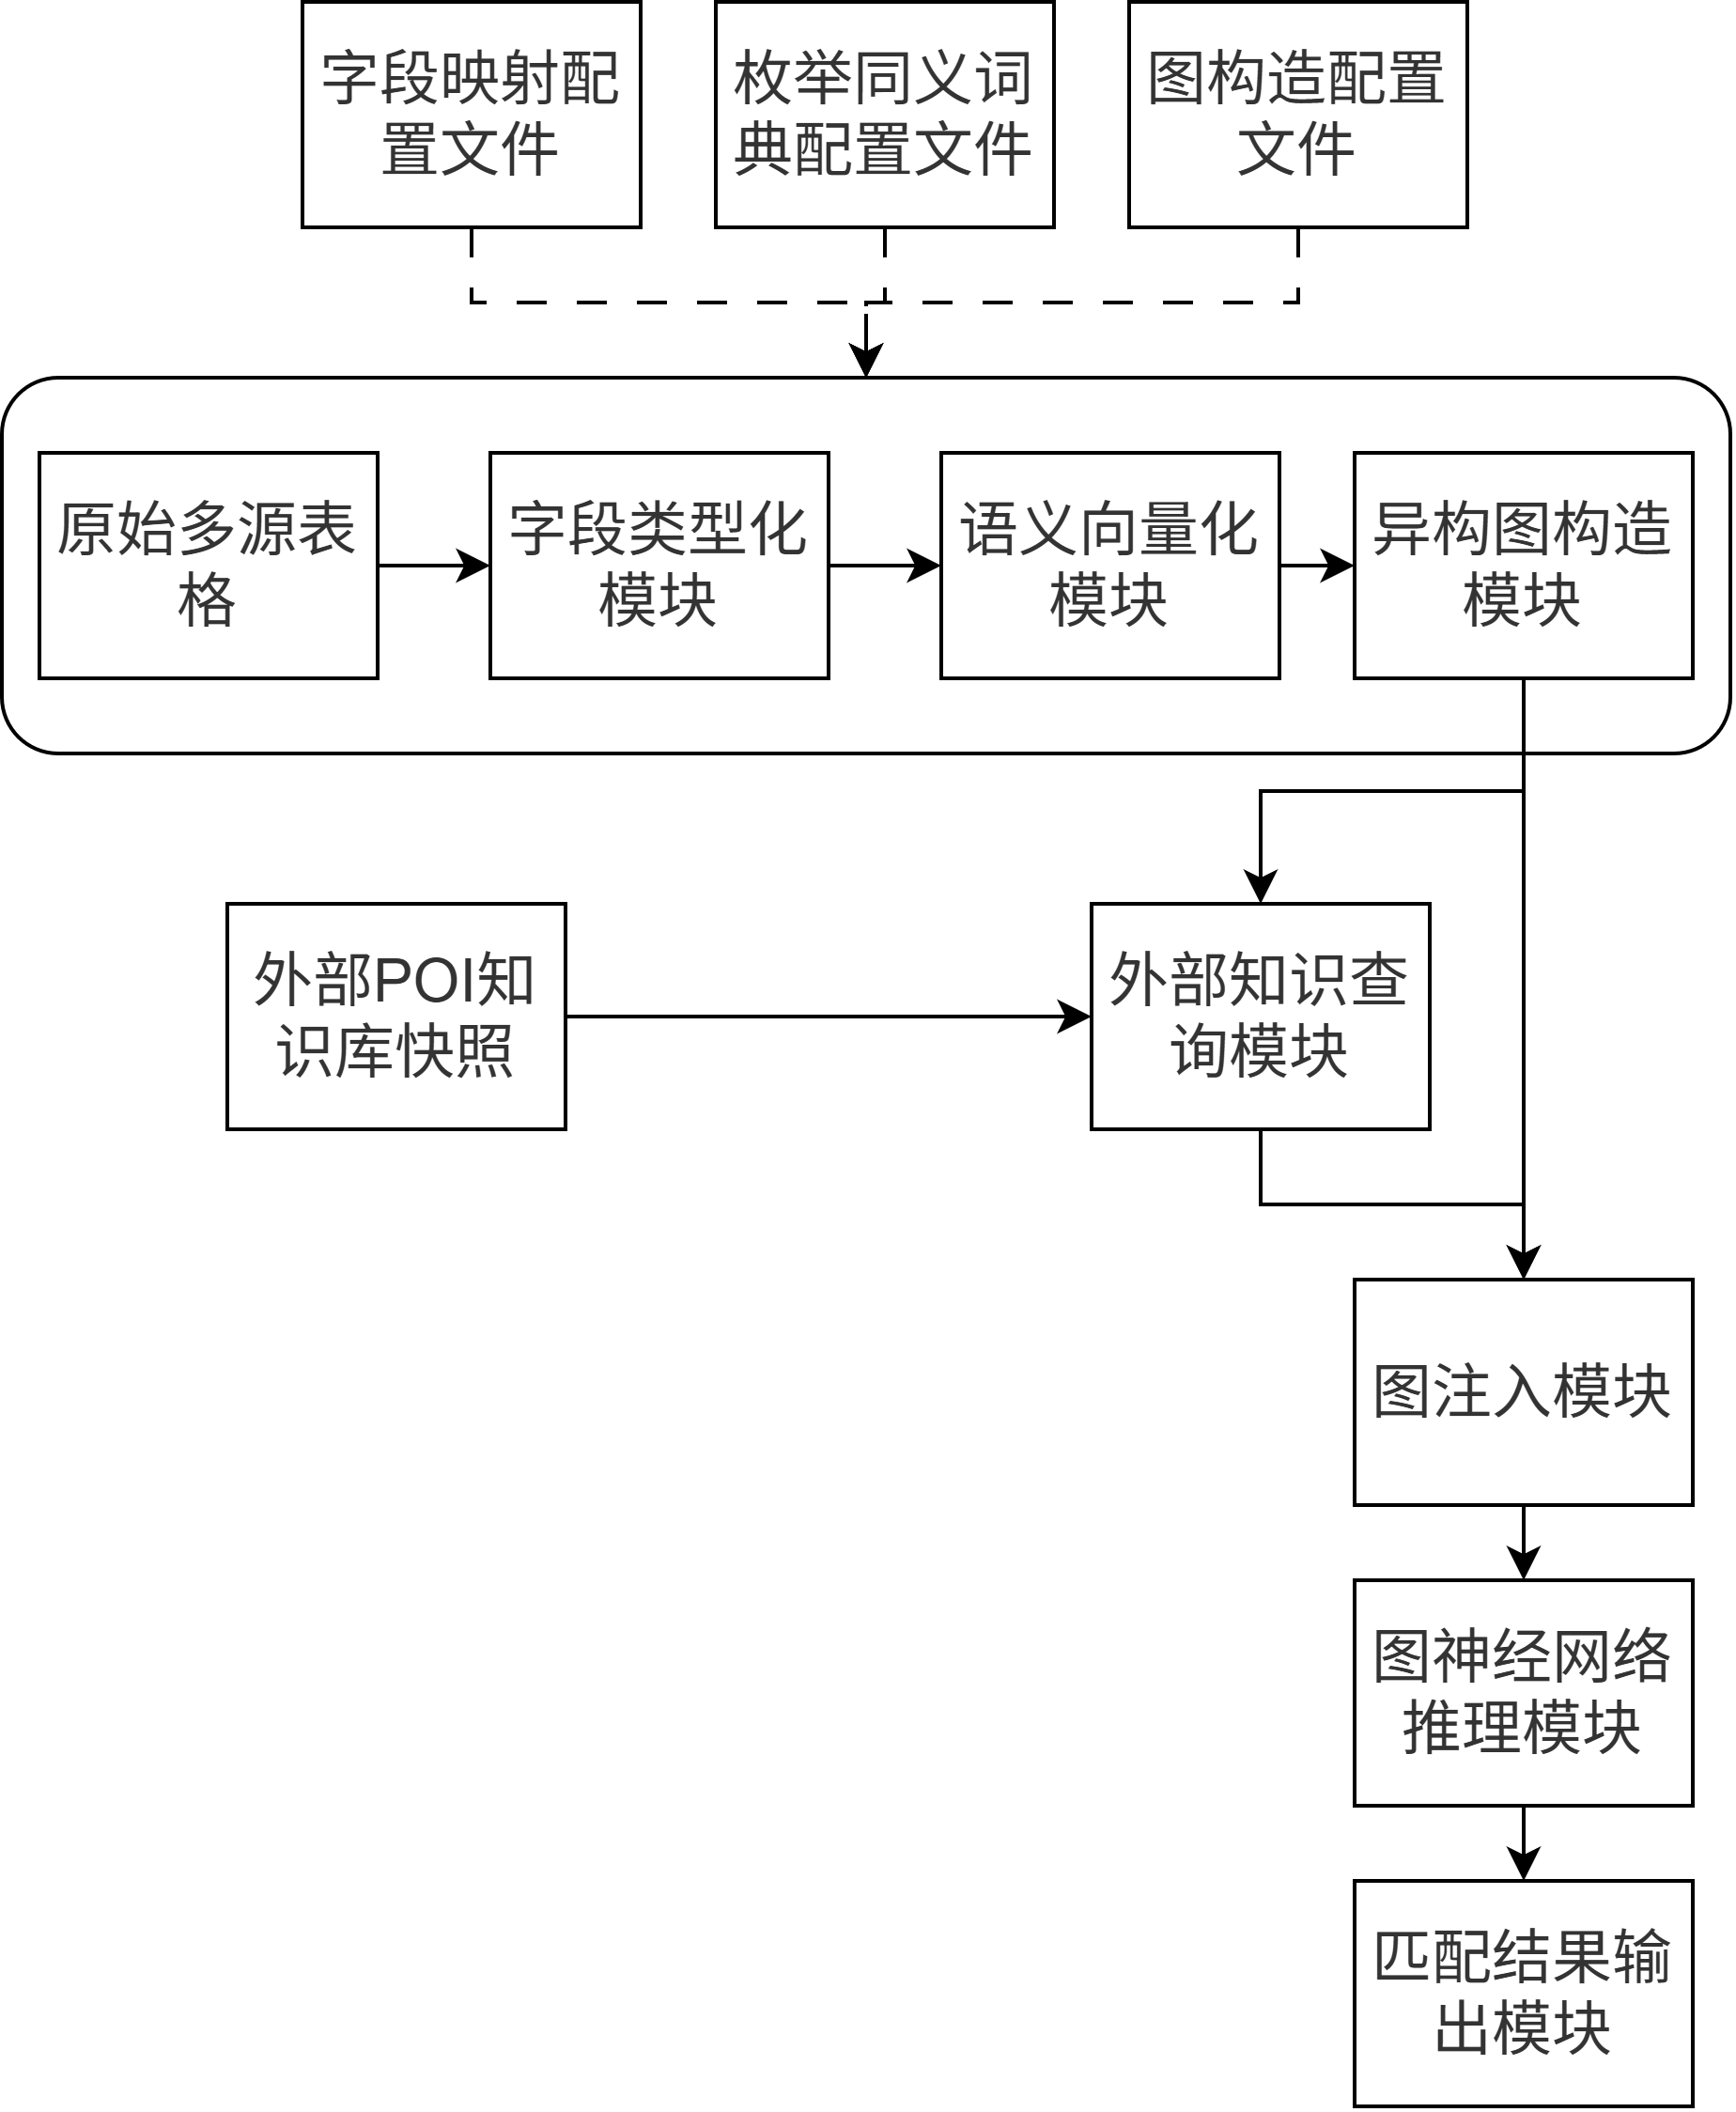 字段映射配
置文件
枚举同义词
典配置文件
图构造配置
文件
原始多源表
格
字段类型化
模块
语义向量化
模块
异构图构造
模块
外部POI知
识库快照
外部知识查
询模块
图注入模块
图神经网络
推理模块
匹配结果输
出模块